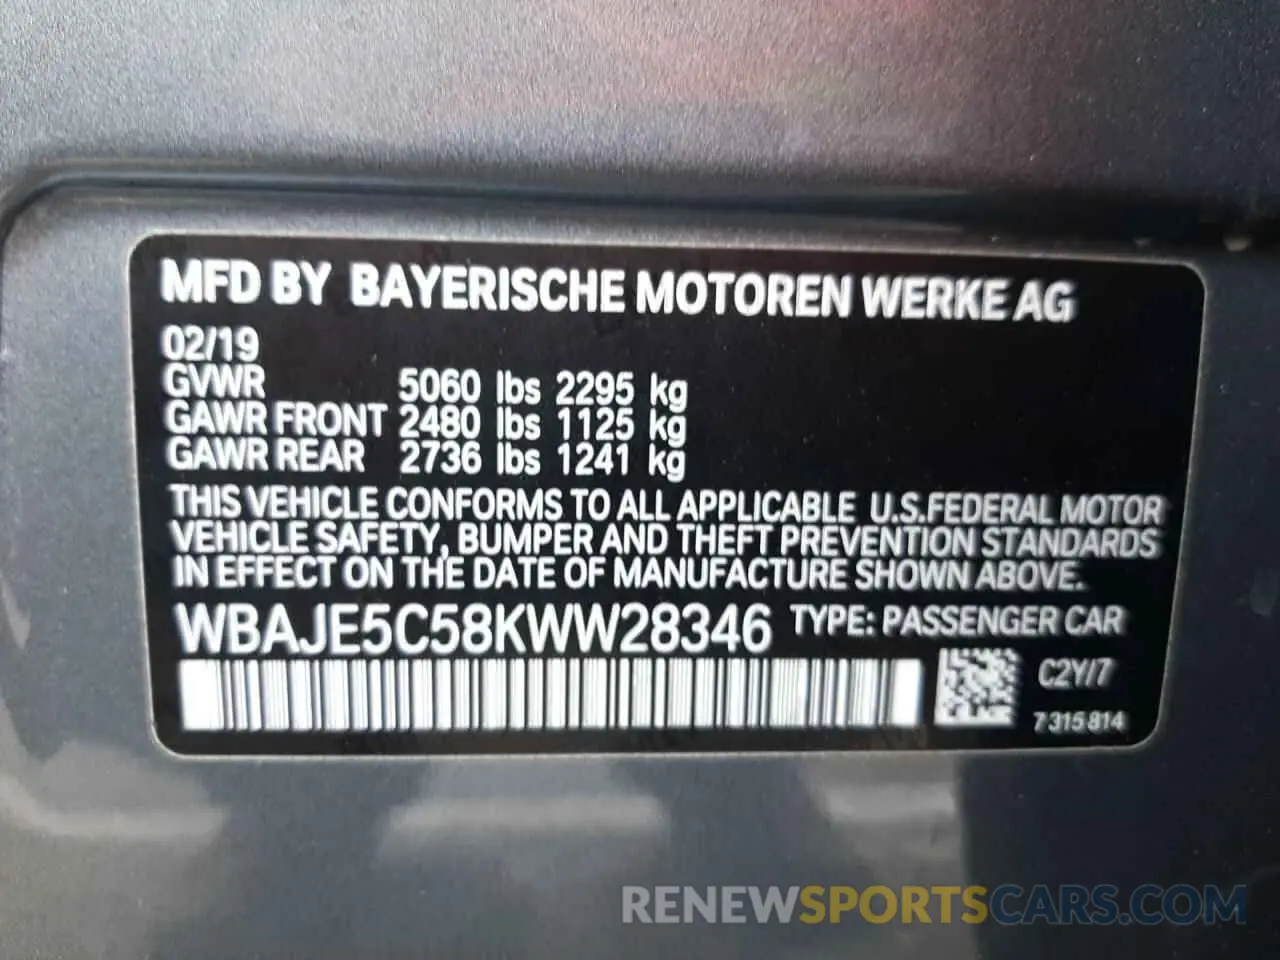 MFD BY BAYERISCHE MOTOREN WERKE AG
02/19
GVWR 5060 lbs 2295 kg
GAWR FRONT 2480 lbs 1125 kg
GAWR REAR 2736 lbs 1241 kg
THIS VEHICLE CONFORMS TO ALL APPLICABLE U.S.FEDERAL MOTOR
VEHICLE SAFETY, BUMPER AND THEFT PREVENTION STANDARDS
IN EFFECT ON THE DATE OF MANUFACTURE SHOWN ABOVE.
WBAJE5C58KWW28346 TYPE: PASSENGER CAR
C2Y/7
7315814
RENEWSPORTSCARS.COM